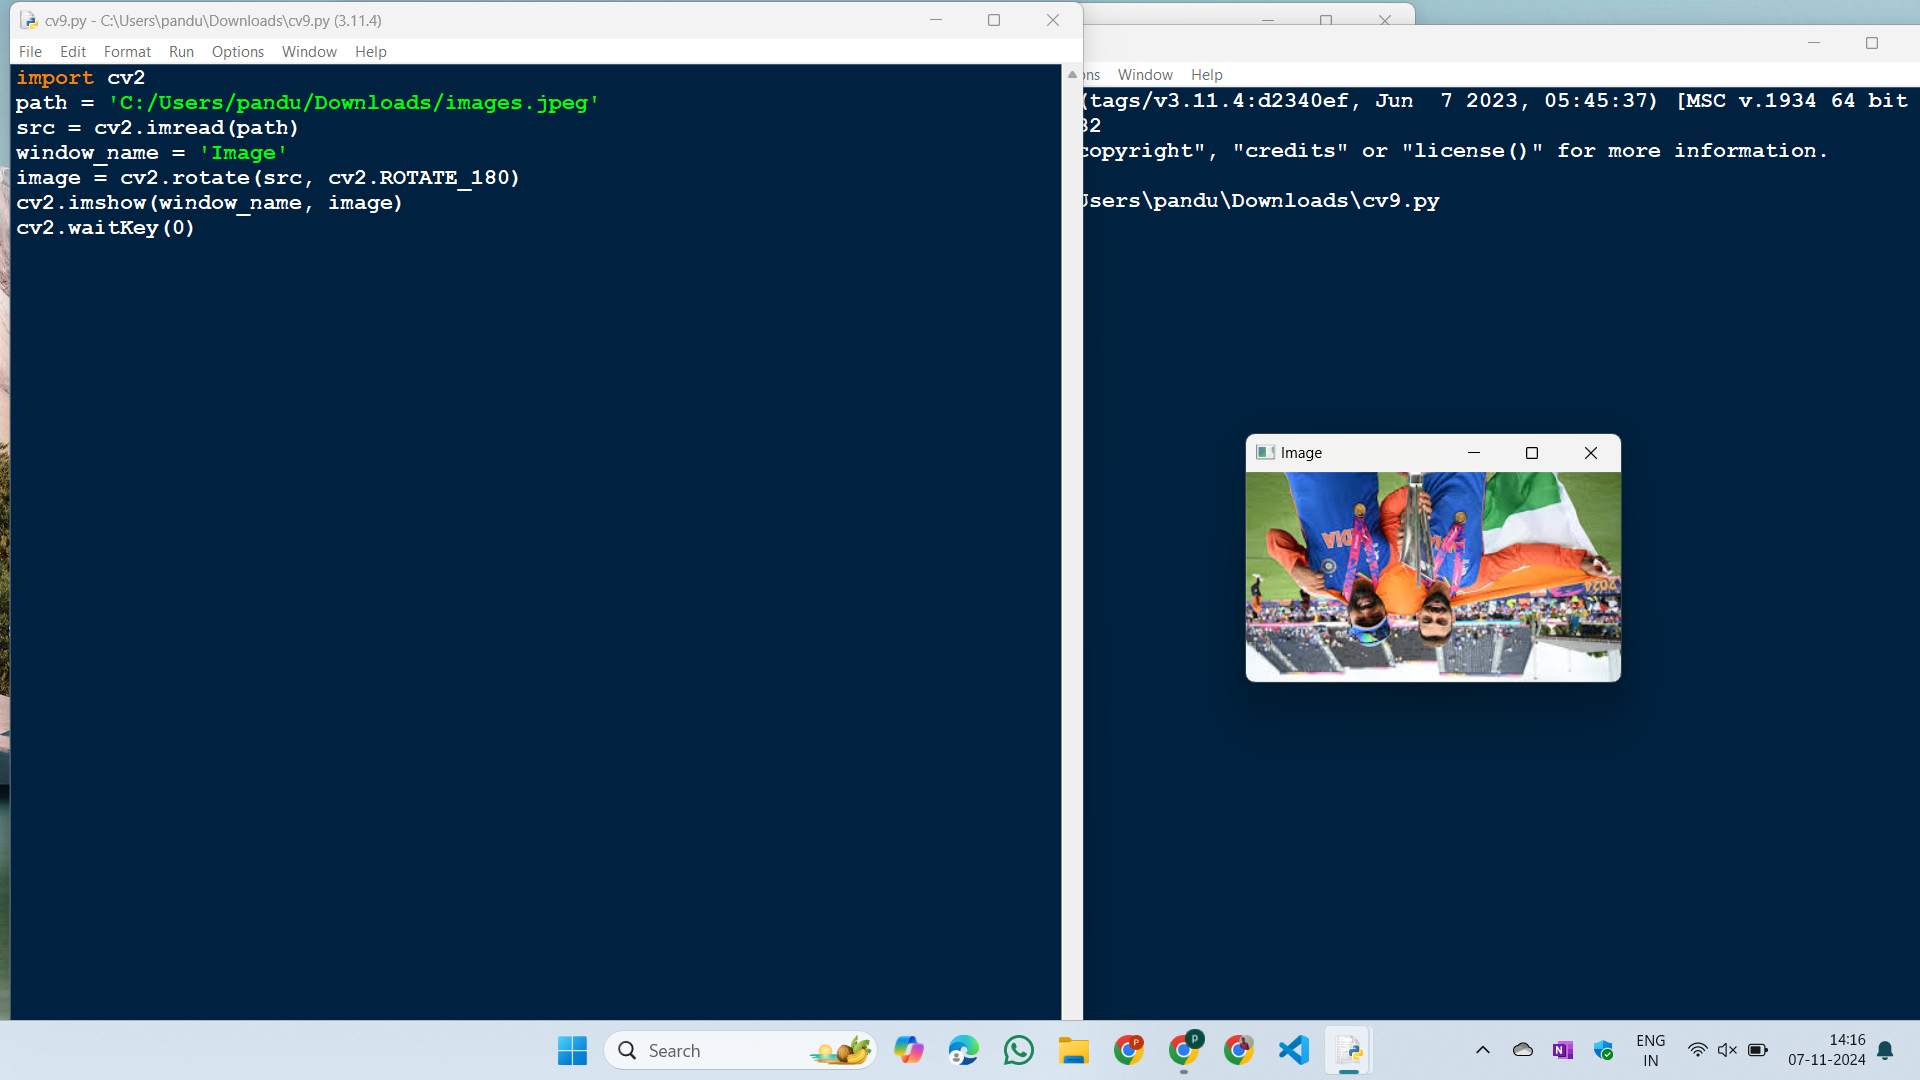 cv9.py - C:\Users\pandu\Downloads\cv9.py (3.11.4)
File Edit Format Run Options Window Help
import cv2
path = 'C:/Users/pandu/Downloads/images.jpeg'
src = cv2.imread(path)
window_name = 'Image'
image = cv2.rotate(src, cv2.ROTATE_180)
cv2.imshow(window_name, image)
cv2.waitKey(0)
ons Window Help
(tags/v3.11.4:d2340ef, Jun  7 2023, 05:45:37) [MSC v.1934 64 bit
32
copyright", "credits" or "license()" for more information.
Users\pandu\Downloads\cv9.py
Image
INDIA
2024
Search
ENG
IN
14:16
07-11-2024